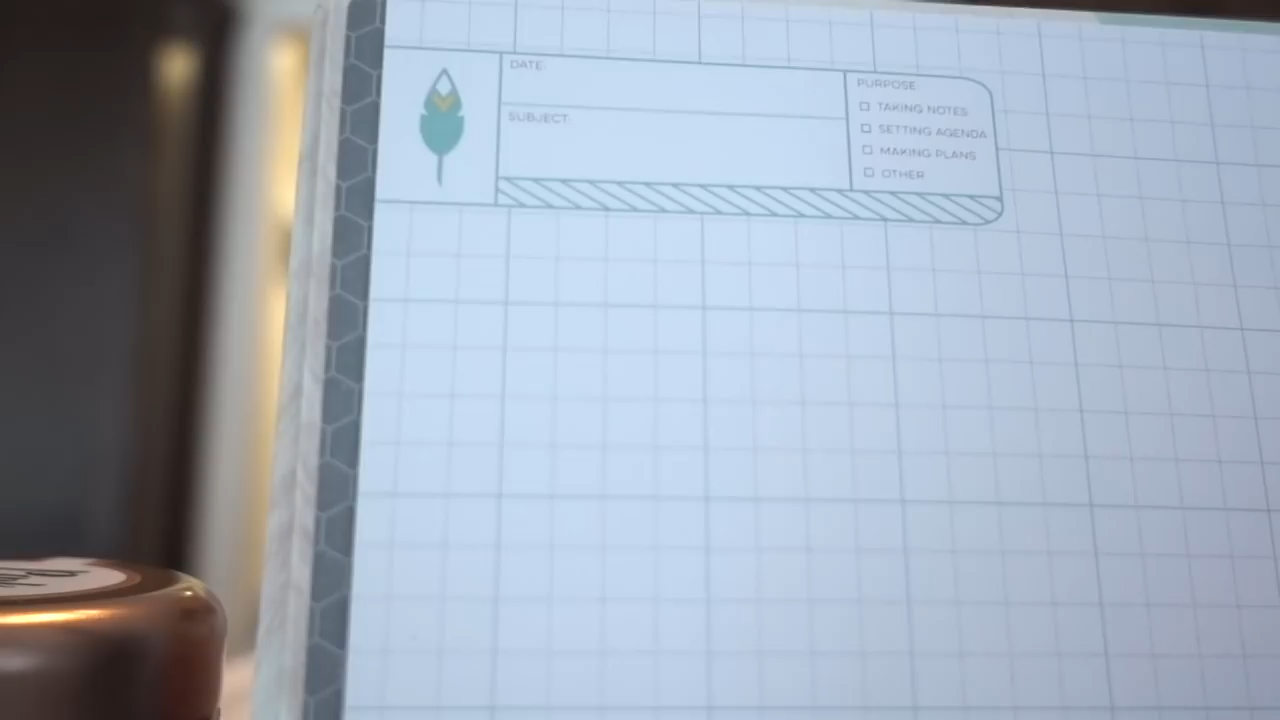 DATE:
SUBJECT:
PURPOSE:
TAKING NOTES
SETTING AGENDA
MAKING PLANS
OTHER